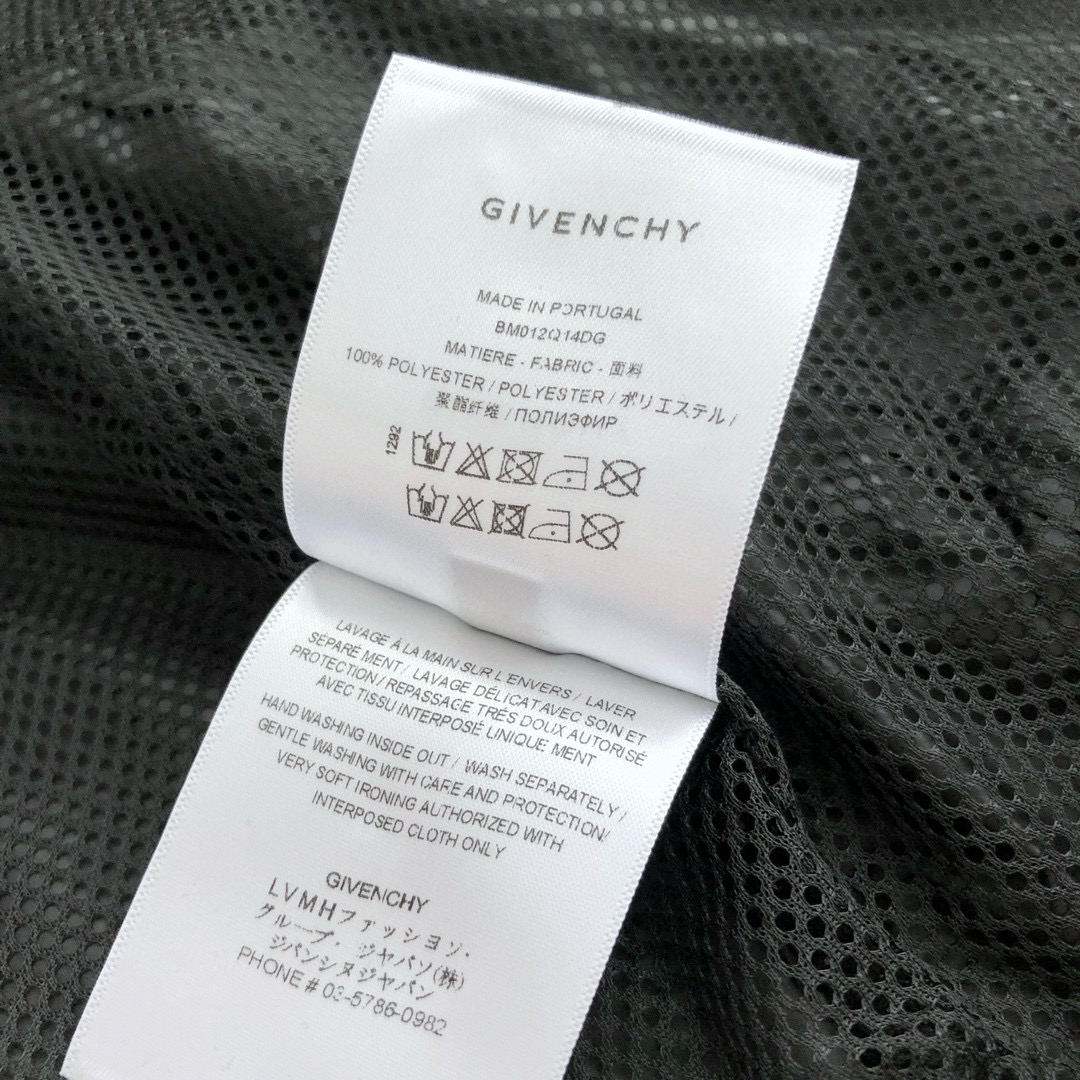 GIVENCHY
MADE IN PORTUGAL
BM012Q14DG
MATIERE - FABRIC - 面料
100% POLYESTER / POLYESTER / ポリエステル /
聚酯纤维 / ПОЛИЭФИР
1292
LAVAGE À LA MAIN SUR L'ENVERS / LAVER
SÉPARÉ MENT / LAVAGE DÉLICAT AVEC SOIN ET
PROTECTION / REPASSAGE TRÈS DOUX AUTORISÉ
AVEC TISSU INTERPOSÉ UNIQUE MENT
HAND WASHING INSIDE OUT / WASH SEPARATELY /
GENTLE WASHING WITH CARE AND PROTECTION/
VERY SOFT IRONING AUTHORIZED WITH
INTERPOSED CLOTH ONLY
GIVENCHY
LVMHファッション・
グループ・ジャパン(株)
ジバンシヌジャパン
PHONE # 03-5786-0982